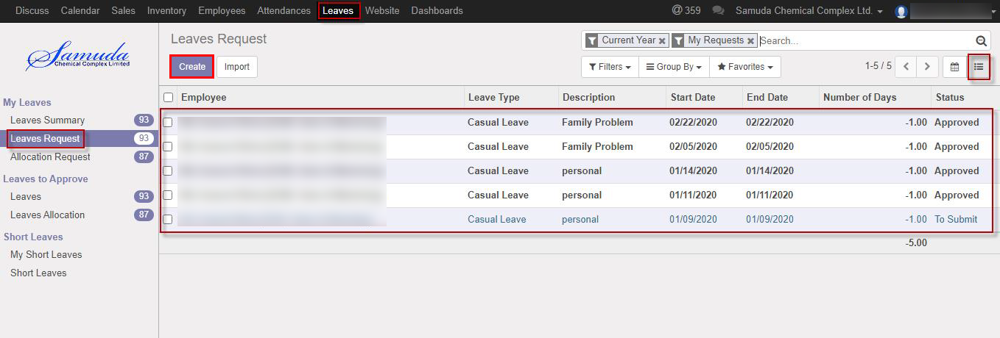 Discuss Calendar Sales Inventory Employees Attendances Leaves Website Dashboards @ 359 Samuda Chemical Complex Ltd.
Samuda
Chemical Complex Limited
Leaves Request
Current Year My Requests Search...
Create Import
Filters Group By Favorites 1-5 / 5
My Leaves
Leaves Summary 93
Leaves Request 93
Allocation Request 87
Leaves to Approve
Leaves 93
Leaves Allocation 87
Short Leaves
My Short Leaves
Short Leaves
Employee Leave Type Description Start Date End Date Number of Days Status
Casual Leave Family Problem 02/22/2020 02/22/2020 -1.00 Approved
Casual Leave Family Problem 02/05/2020 02/05/2020 -1.00 Approved
Casual Leave personal 01/14/2020 01/14/2020 -1.00 Approved
Casual Leave personal 01/11/2020 01/11/2020 -1.00 Approved
Casual Leave personal 01/09/2020 01/09/2020 -1.00 To Submit
-5.00